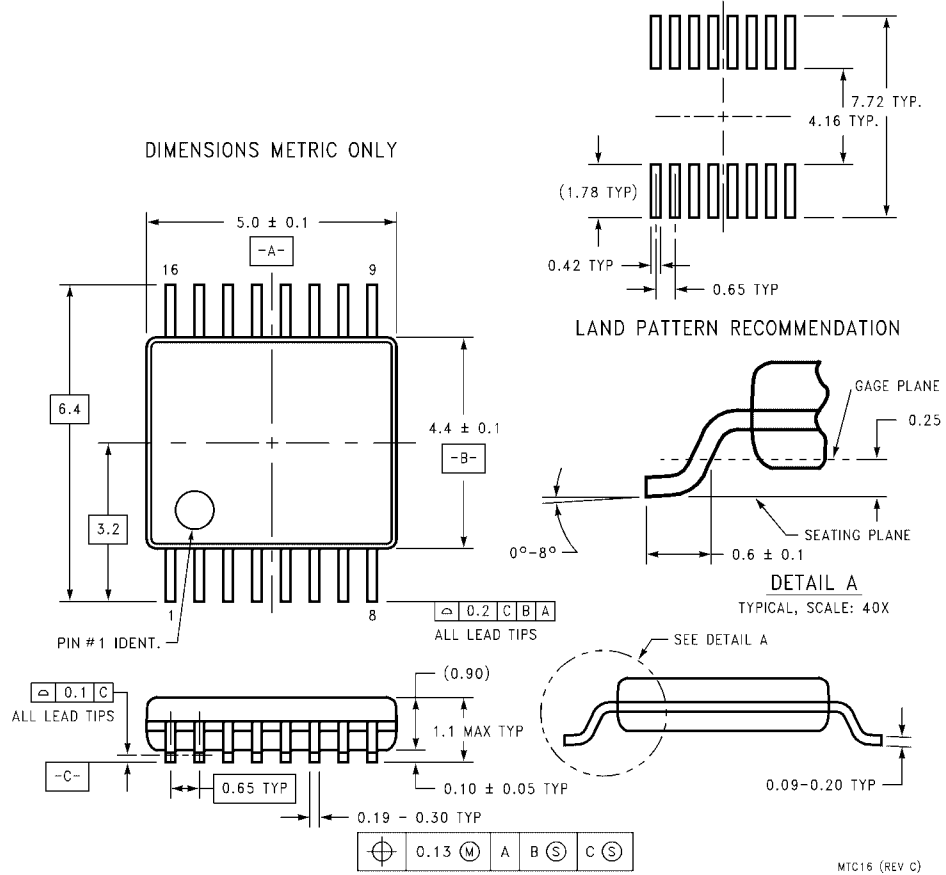 7.72 TYP.
4.16 TYP.
(1.78 TYP)
0.42 TYP
0.65 TYP
LAND PATTERN RECOMMENDATION
DIMENSIONS METRIC ONLY
5.0 ± 0.1
-A-
16
9
6.4
4.4 ± 0.1
-B-
3.2
1
8
PIN #1 IDENT.
⌓ 0.2 C B A
ALL LEAD TIPS
GAGE PLANE
0.25
SEATING PLANE
0°-8°
0.6 ± 0.1
DETAIL A
TYPICAL, SCALE: 40X
SEE DETAIL A
0.09-0.20 TYP
(0.90)
⌓ 0.1 C
ALL LEAD TIPS
1.1 MAX TYP
-C-
0.65 TYP
0.10 ± 0.05 TYP
0.19 - 0.30 TYP
⌖ 0.13 Ⓜ A B Ⓢ C Ⓢ
MTC16 (REV C)